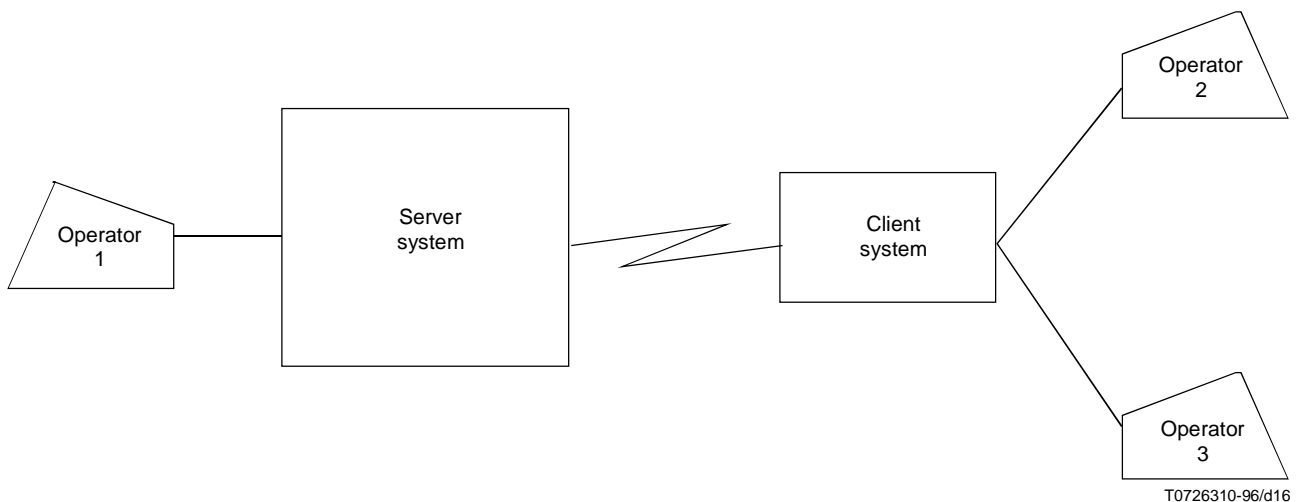 Operator
1
Server
system
Client
system
Operator
2
Operator
3
T0726310-96/d16